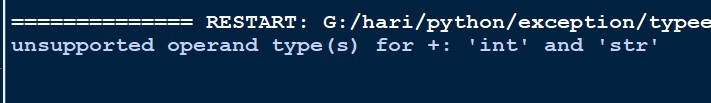 ============== RESTART: G:/hari/python/exception/typee
unsupported operand type(s) for +: 'int' and 'str'